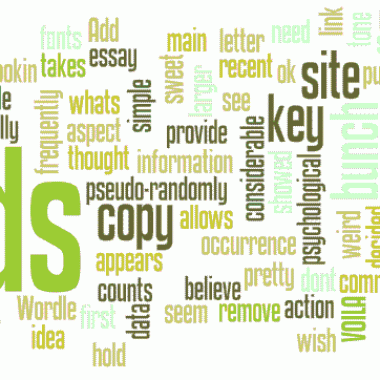 fonts
Add
essay
main
letter
need
link
tone
ookin
takes
sweet
recent
ok
site
pu
le
lly
frequently
whats
simple
larger
see
key
bunch
aspect
provide
considerable
thought
information
showed
psychological
ds
pseudo-randomly
copy
allows
weird
decided
occurrence
appears
pretty
dont
comm
counts
believe
Wordle
first
data
seem
remove
action
VOILA
idea
hold
wish